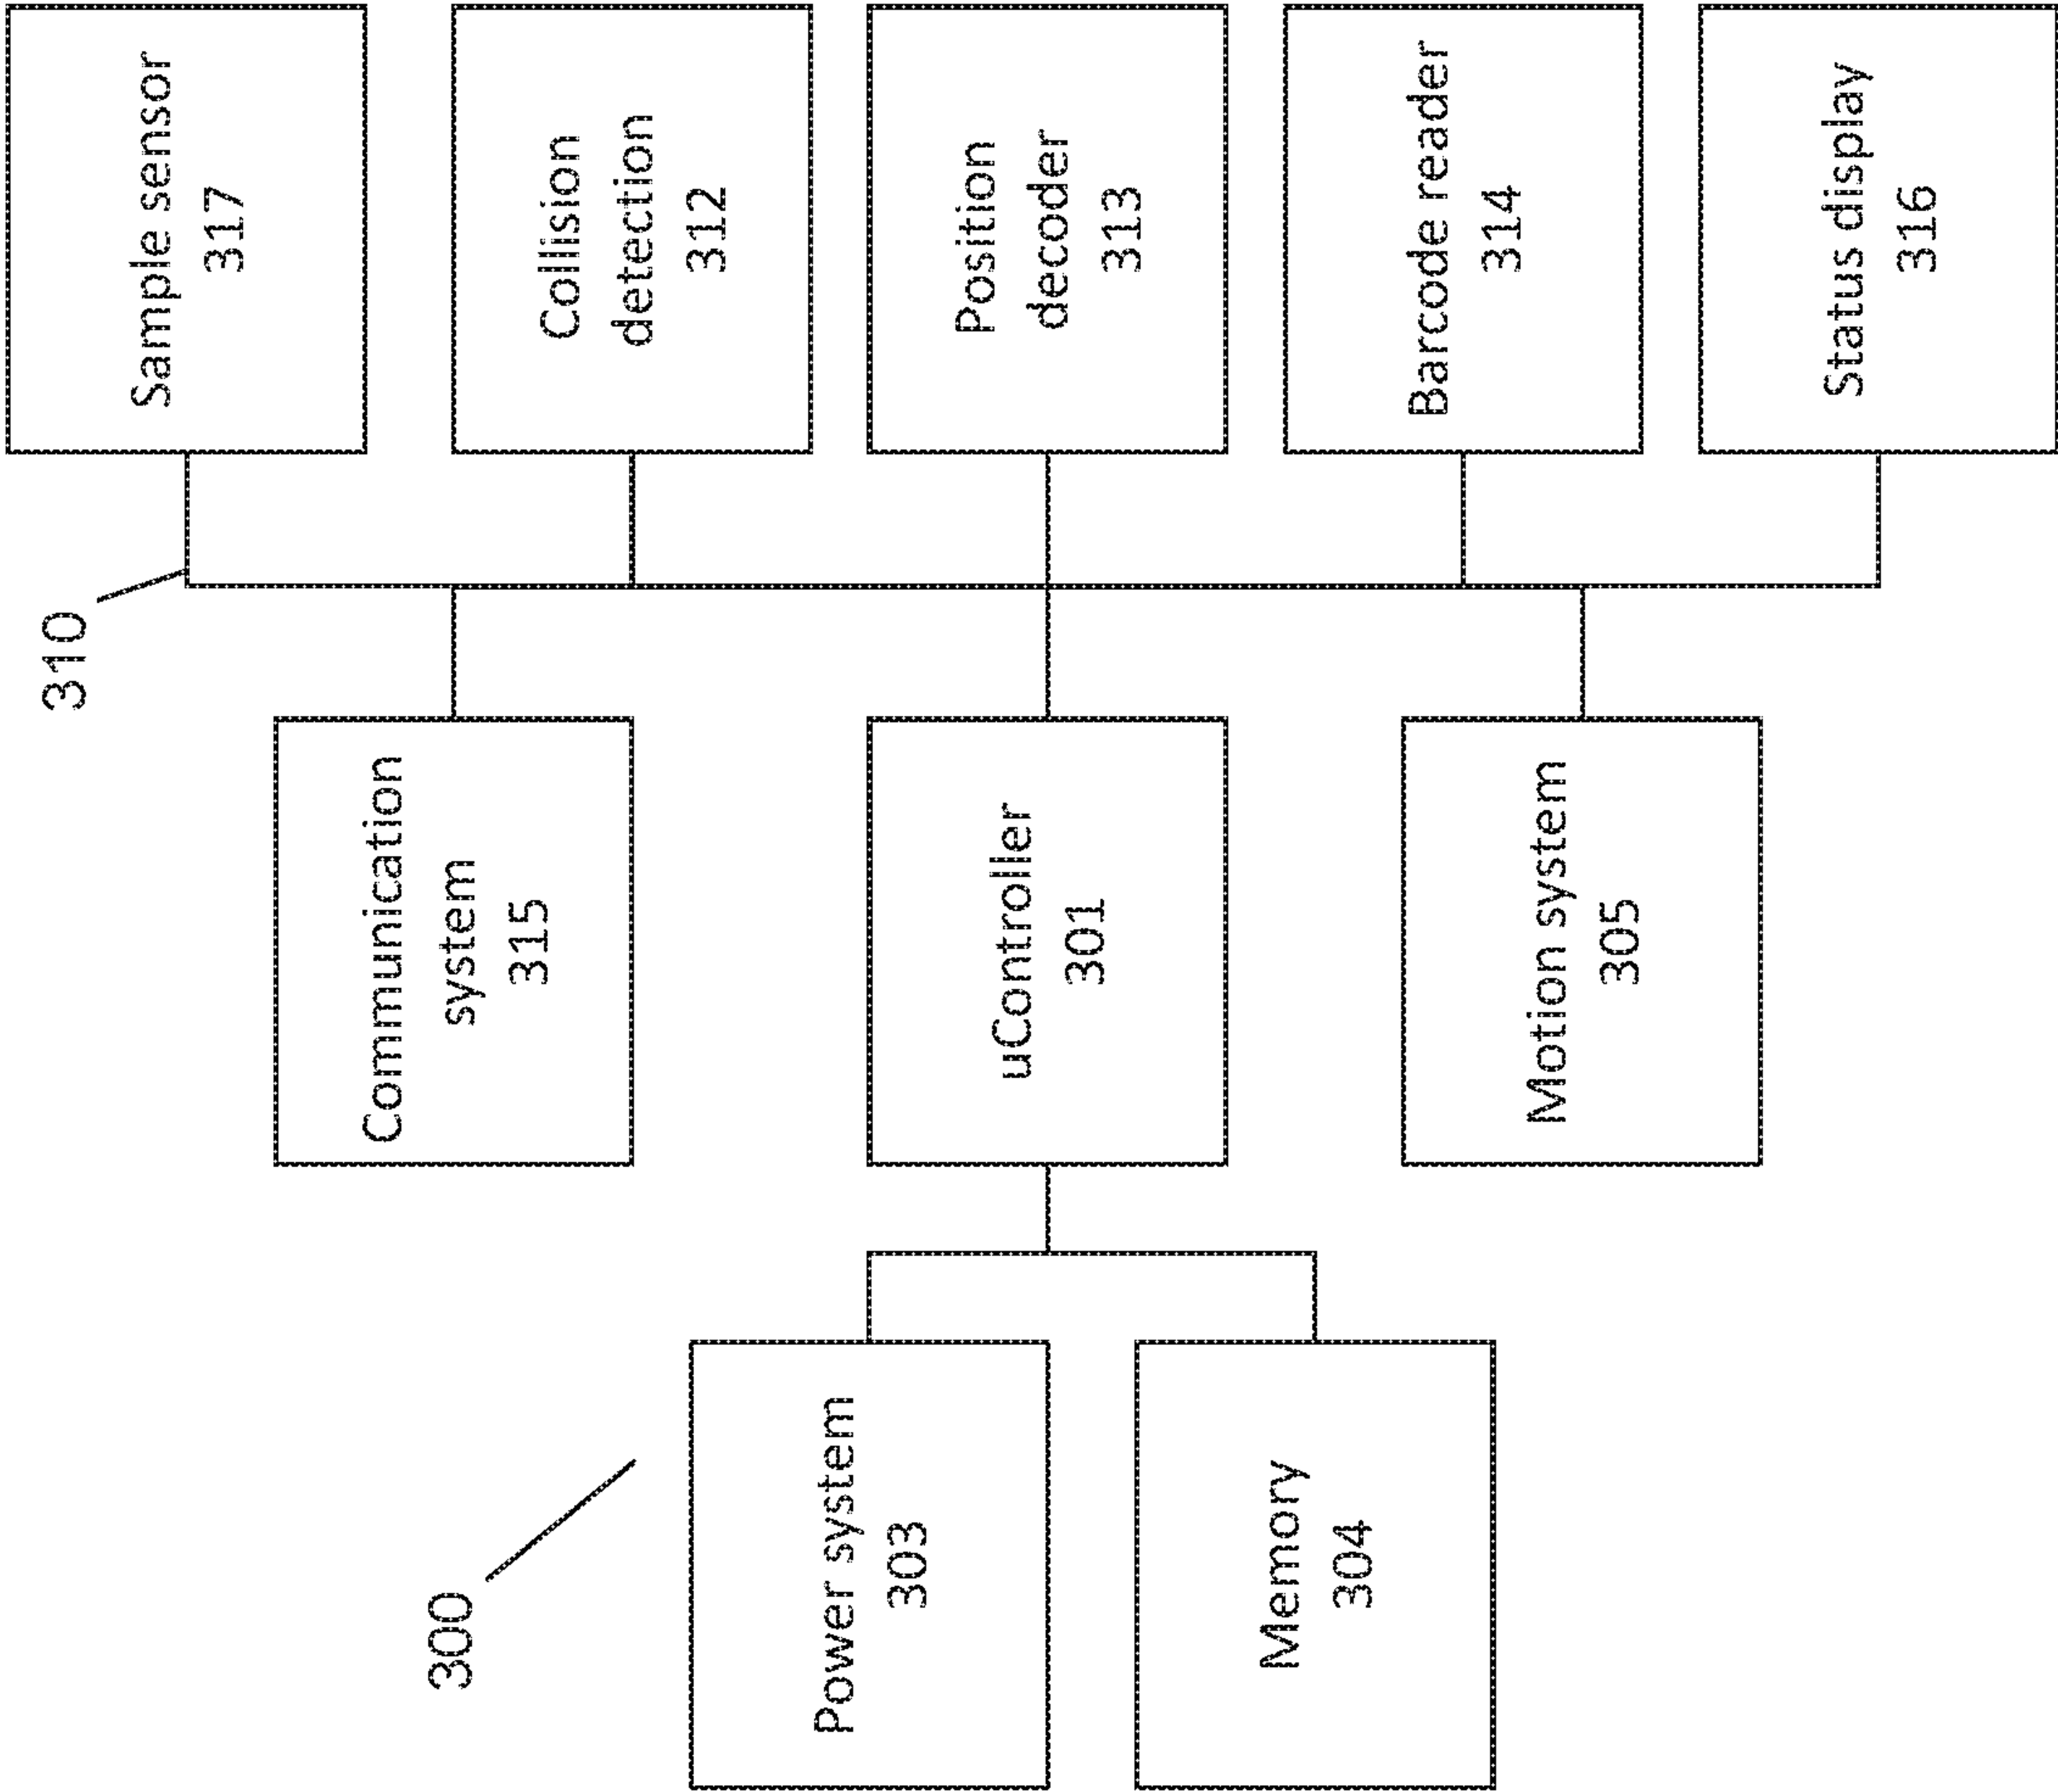 300
Power system
303
Memory
304
Communication
system
315
uController
301
Motion system
305
310
Sample sensor
317
Collision
detection
312
Position
decoder
313
Barcode reader
314
Status display
316